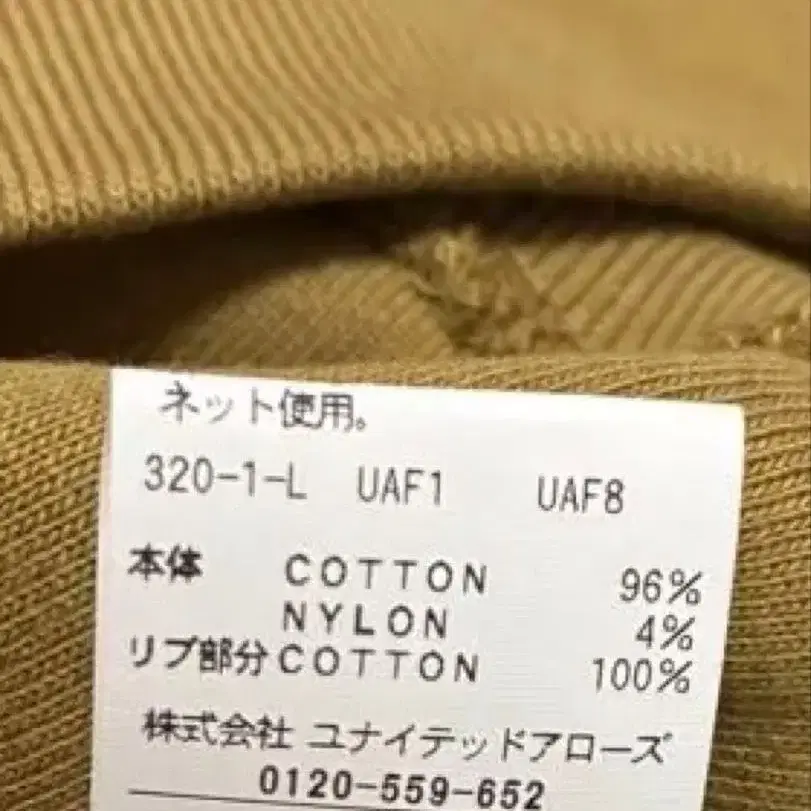 ネット使用。
320-1-L UAF1 UAF8
本体 COTTON 96%
NYLON 4%
リブ部分 COTTON 100%
株式会社 ユナイテッドアローズ
0120-559-652